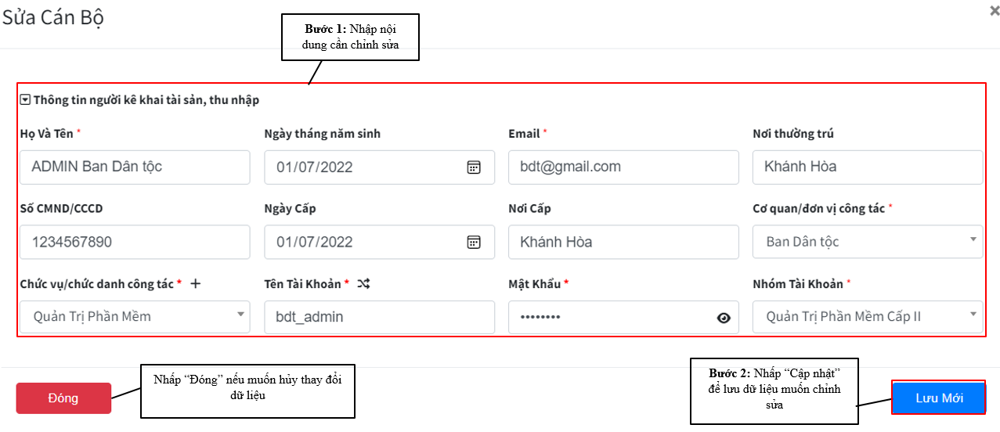 Sửa Cán Bộ
×
Bước 1: Nhập nội
dung cần chỉnh sửa
Thông tin người kê khai tài sản, thu nhập
Họ Và Tên *
Ngày tháng năm sinh
Email *
Nơi thường trú
ADMIN Ban Dân tộc
01/07/2022
bdt@gmail.com
Khánh Hòa
Số CMND/CCCD
Ngày Cấp
Nơi Cấp
Cơ quan/đơn vị công tác *
1234567890
01/07/2022
Khánh Hòa
Ban Dân tộc
Chức vụ/chức danh công tác * +
Tên Tài Khoản *
Mật Khẩu *
Nhóm Tài Khoản *
Quản Trị Phần Mềm
bdt_admin
••••••••
Quản Trị Phần Mềm Cấp II
Nhấp “Đóng” nếu muốn hủy thay đổi
dữ liệu
Bước 2: Nhấp “Cập nhật”
để lưu dữ liệu muốn chỉnh
sửa
Đóng
Lưu Mới